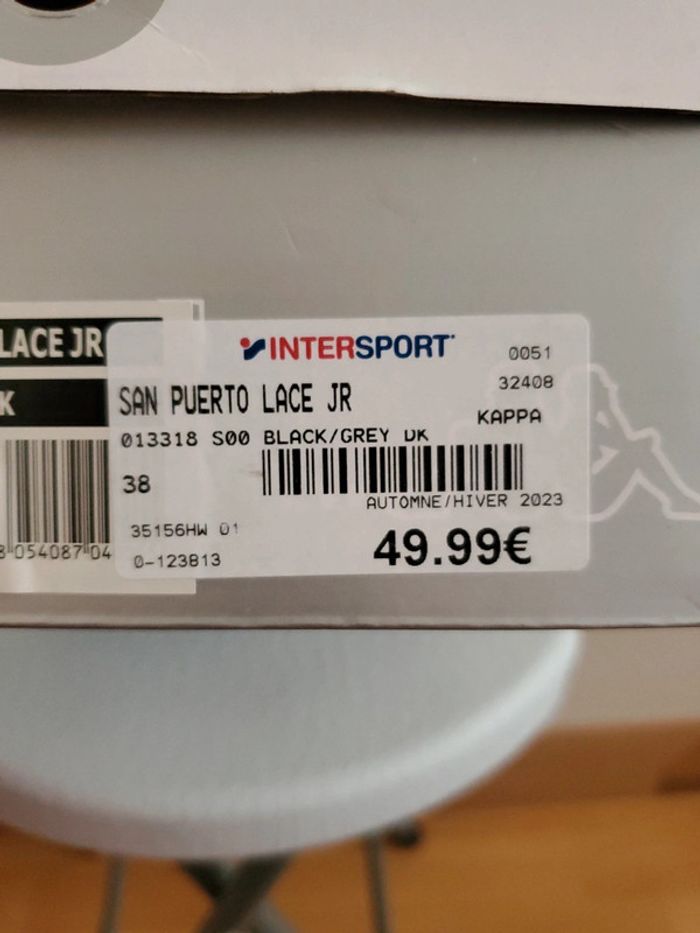 LACE JR
K
8 054087 04
INTERSPORT
0051
32408
SAN PUERTO LACE JR
KAPPA
013318 S00 BLACK/GREY DK
38
AUTOMNE/HIVER 2023
35156HW 01
0-123813
49.99€